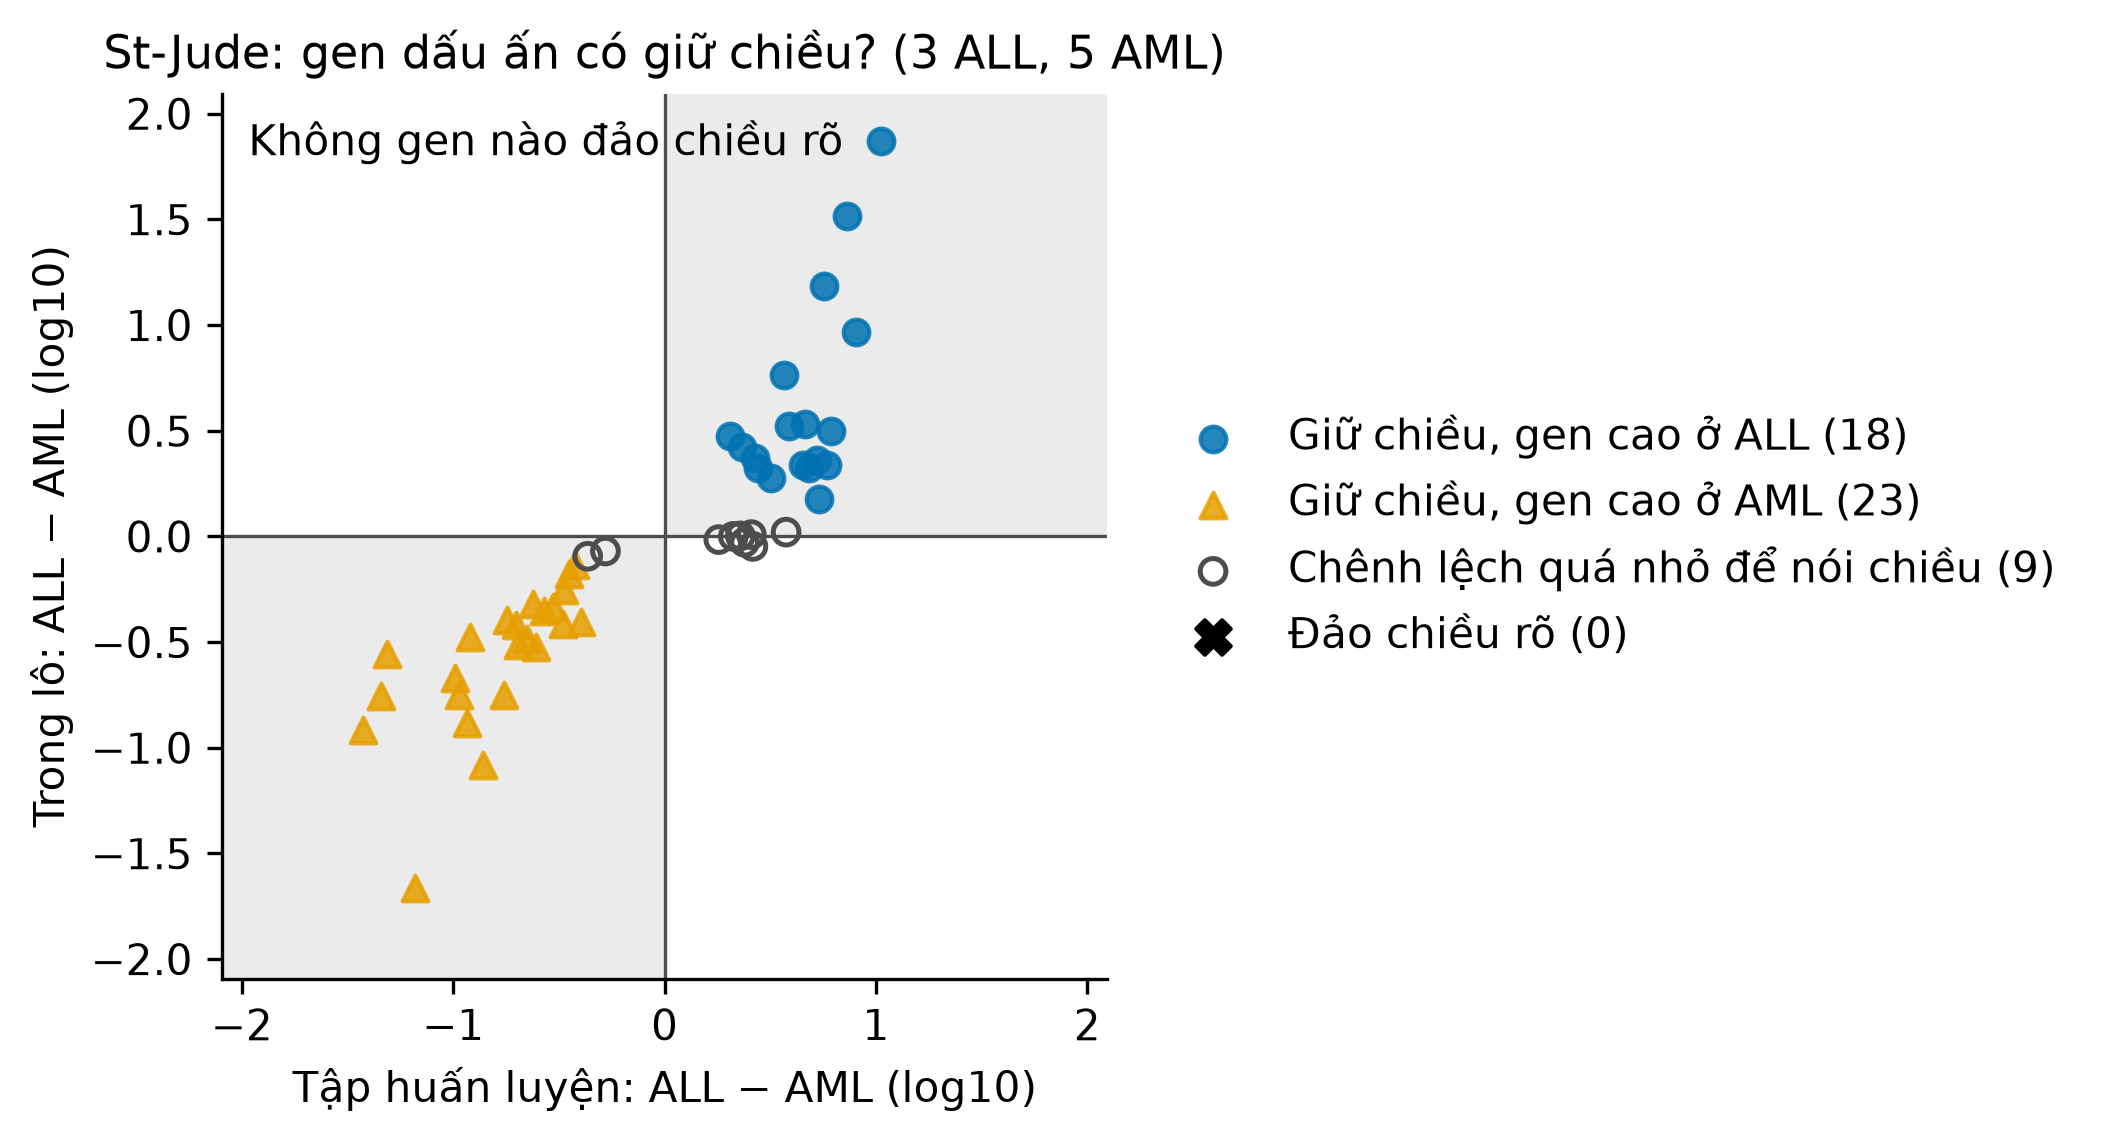 St-Jude: gen dấu ấn có giữ chiều? (3 ALL, 5 AML)
Không gen nào đảo chiều rõ
Trong lô: ALL − AML (log10)
2.0
1.5
1.0
0.5
0.0
−0.5
−1.0
−1.5
−2.0
−2
−1
0
1
2
Tập huấn luyện: ALL − AML (log10)
Giữ chiều, gen cao ở ALL (18)
Giữ chiều, gen cao ở AML (23)
Chênh lệch quá nhỏ để nói chiều (9)
Đảo chiều rõ (0)